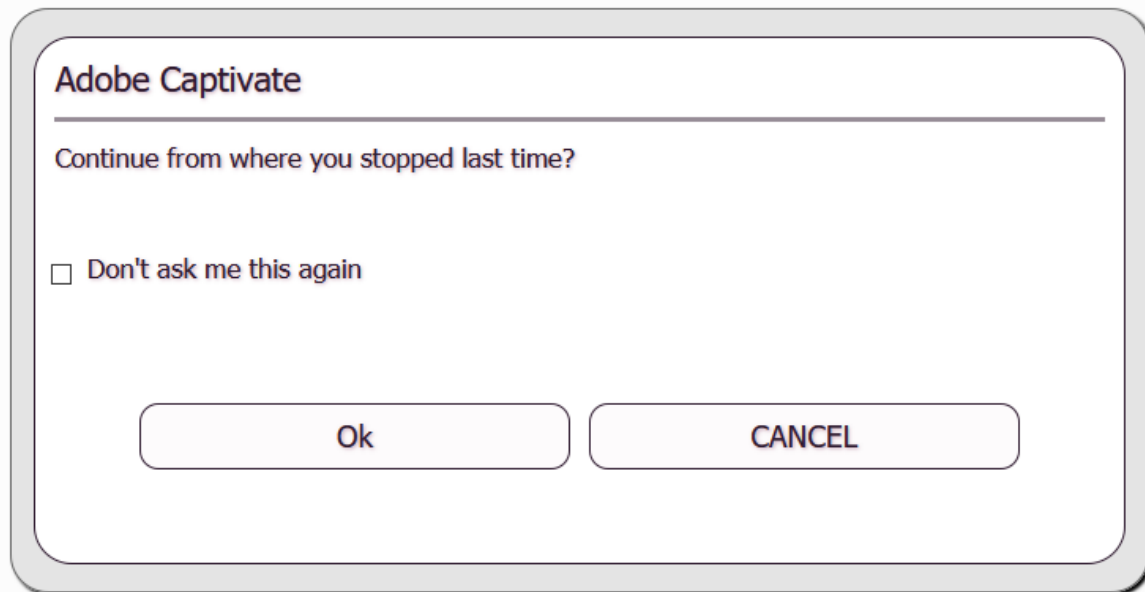 Adobe Captivate
Continue from where you stopped last time?
Don't ask me this again
Ok
CANCEL